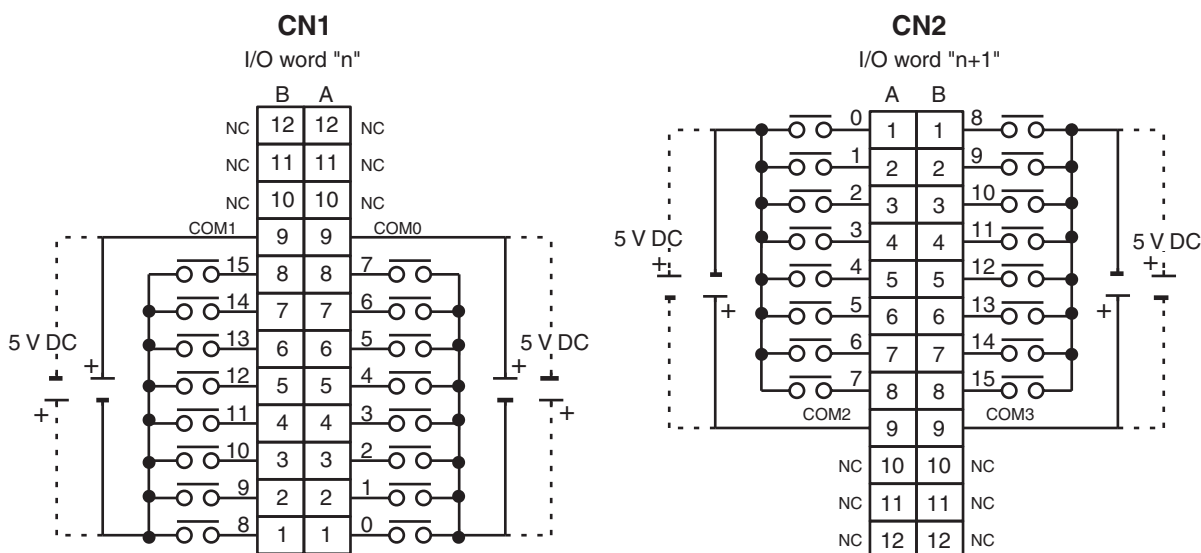 CN1
I/O word "n"
B A
NC 12 12 NC
NC 11 11 NC
NC 10 10 NC
COM1 9 9 COM0
15 8 8 7
14 7 7 6
5 V DC + 13 6 6 5 + 5 V DC
12 5 5 4
+ 11 4 4 3 +
10 3 3 2
9 2 2 1
8 1 1 0
CN2
I/O word "n+1"
A B
0 1 1 8
1 2 2 9
2 3 3 10
5 V DC 3 4 4 11 5 V DC
+ 4 5 5 12 +
+ 5 6 6 13 +
6 7 7 14
7 8 8 15
COM2 9 9 COM3
NC 10 10 NC
NC 11 11 NC
NC 12 12 NC